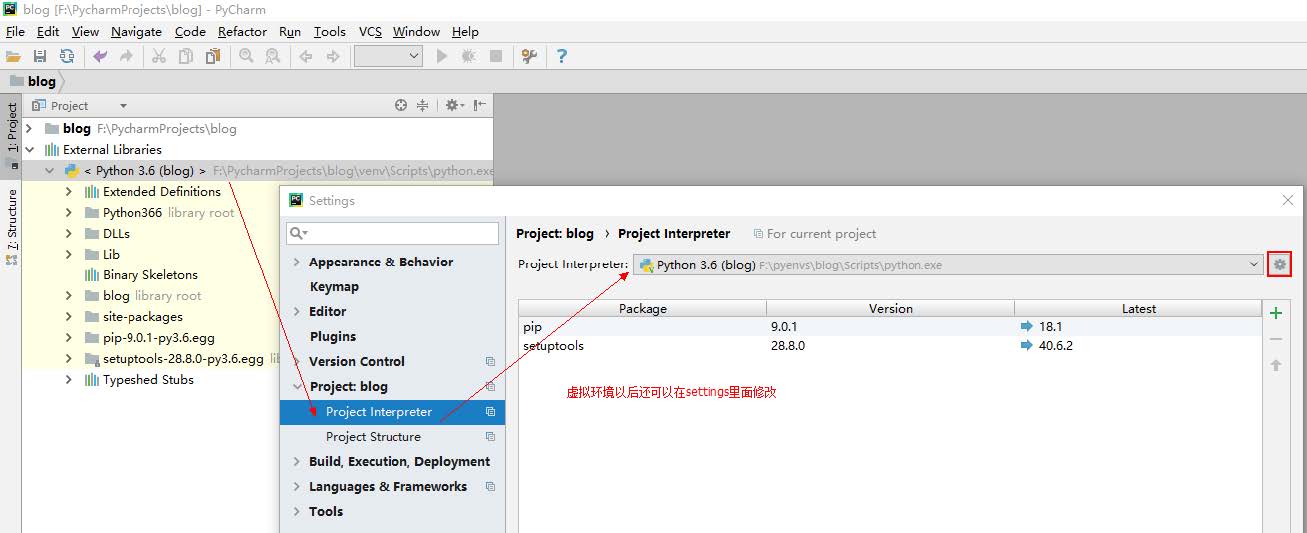 blog [F:\PycharmProjects\blog] - PyCharm
File Edit View Navigate Code Refactor Run Tools VCS Window Help
blog
1: Project
7: Structure
Project
blog F:\PycharmProjects\blog
External Libraries
< Python 3.6 (blog) > F:\PycharmProjects\blog\venv\Scripts\python.exe
Extended Definitions
Python366 library root
DLLs
Lib
Binary Skeletons
blog library root
site-packages
pip-9.0.1-py3.6.egg
setuptools-28.8.0-py3.6.egg
Typeshed Stubs
Settings
Appearance & Behavior
Keymap
Editor
Plugins
Version Control
Project: blog
Project Interpreter
Project Structure
Build, Execution, Deployment
Languages & Frameworks
Tools
Project: blog › Project Interpreter For current project
Project Interpreter: Python 3.6 (blog) F:\pyenvs\blog\Scripts\python.exe
Package Version Latest
pip 9.0.1 18.1
setuptools 28.8.0 40.6.2
虚拟环境以后还可以在settings里面修改